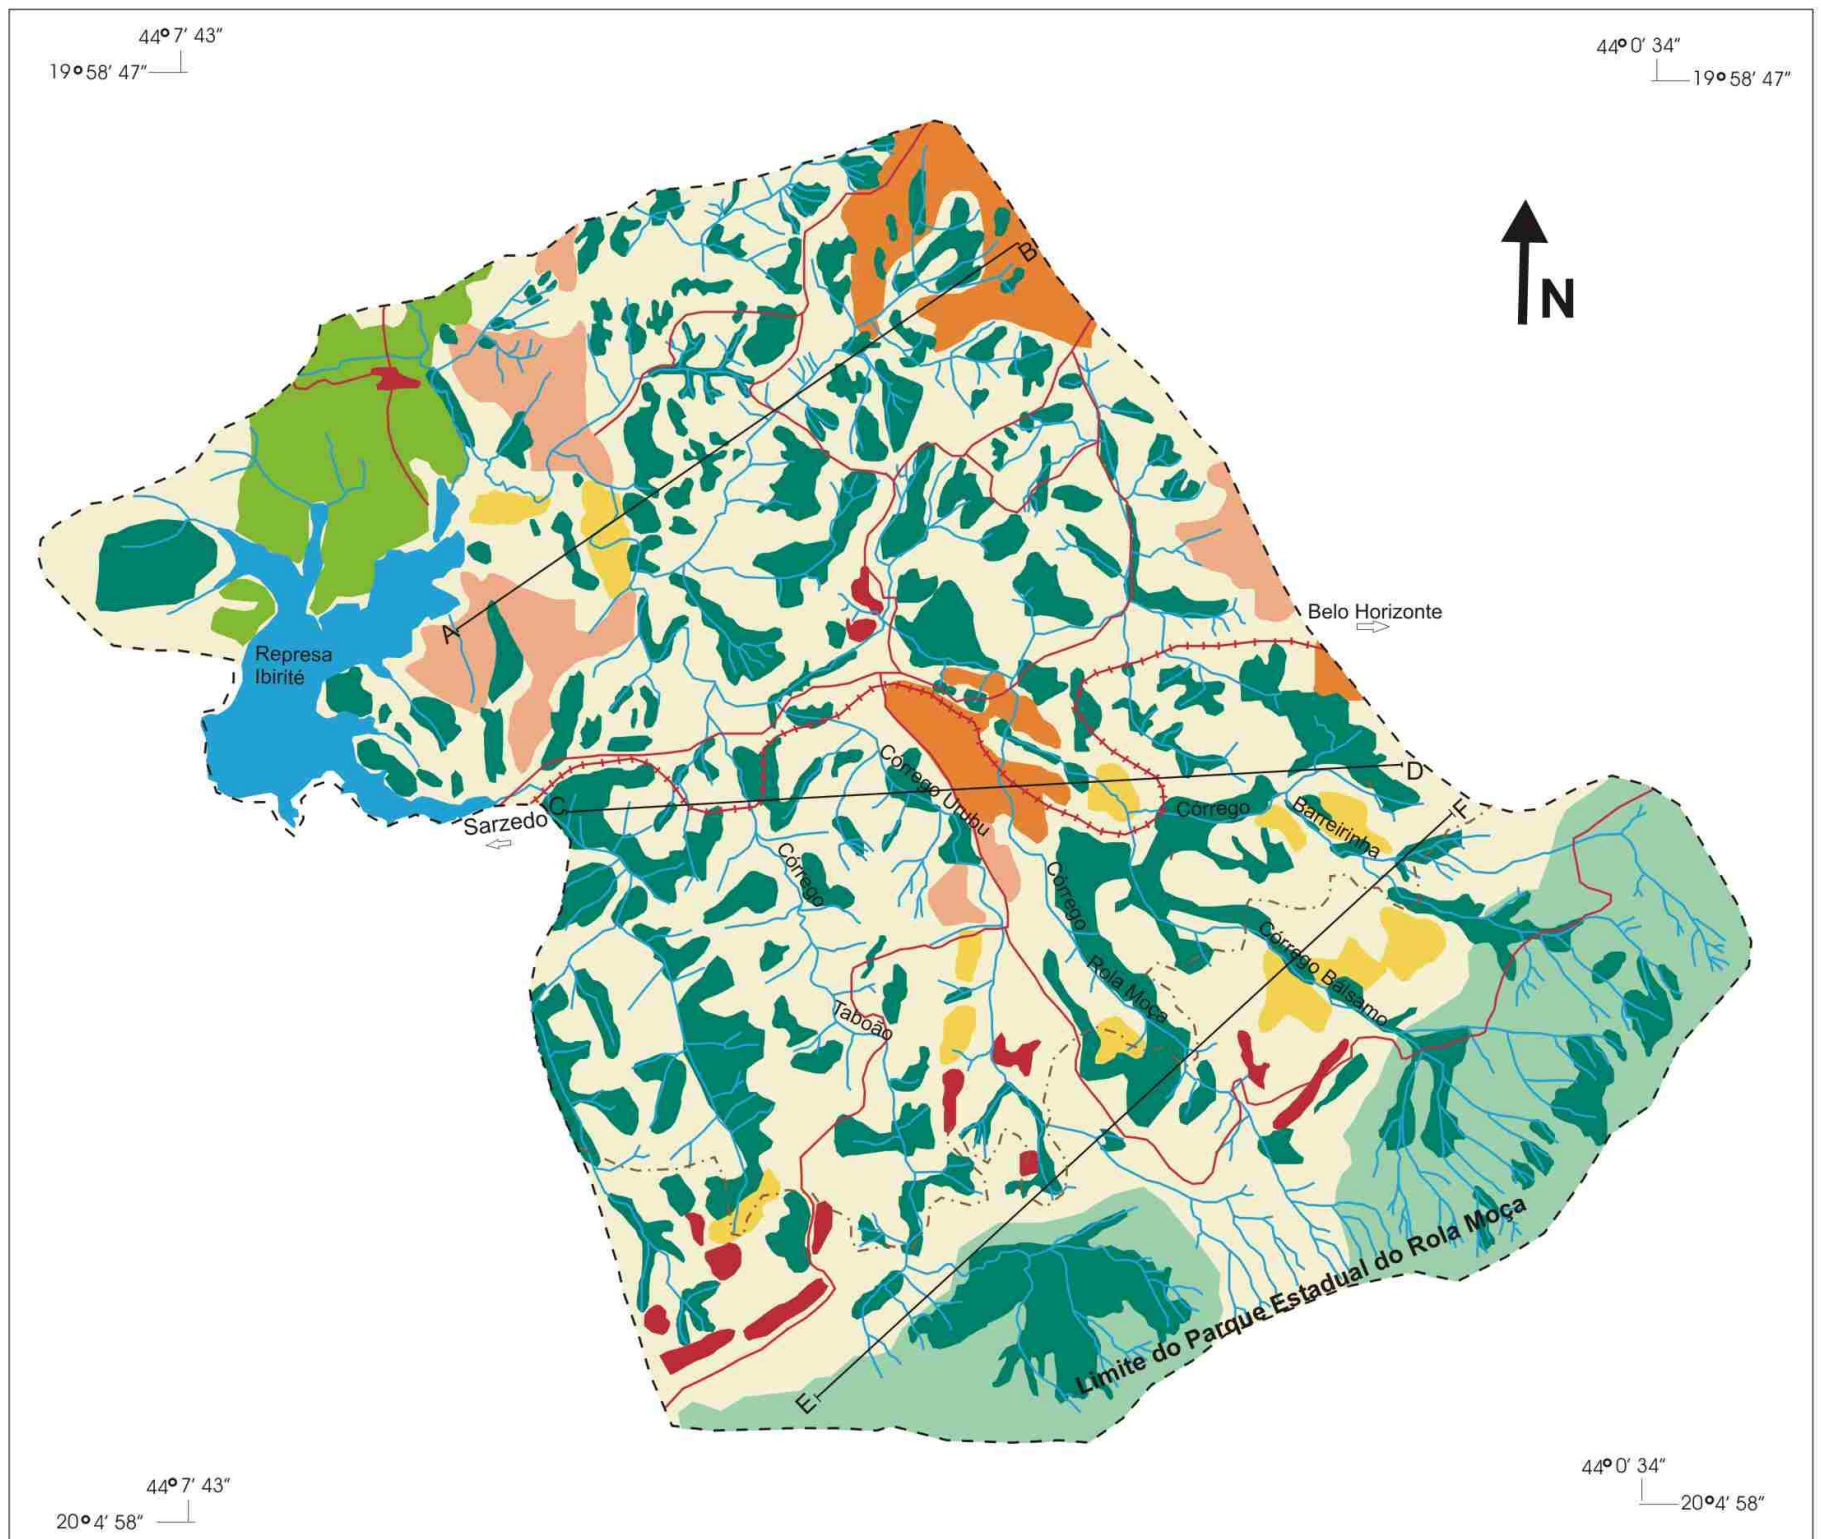 44° 7' 43"
19° 58' 47"
44° 0' 34"
19° 58' 47"
N
B
A
Represa
Ibirité
Belo Horizonte
D
C
Sarzedo
Córrego Urubu
Córrego
Barreirinha
F
Córrego
Taboão
Córrego
Rola Moça
Córrego Balsamo
E
Limite do Parque Estadual do Rola Moça
44° 7' 43"
20° 4' 58"
44° 0' 34"
20° 4' 58"